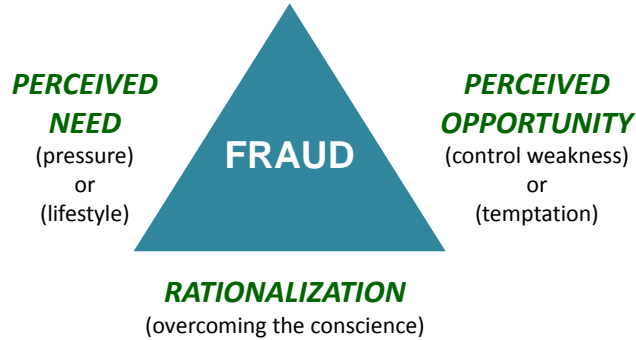 PERCEIVED
NEED
(pressure)
or
(lifestyle)
FRAUD
PERCEIVED
OPPORTUNITY
(control weakness)
or
(temptation)
RATIONALIZATION
(overcoming the conscience)